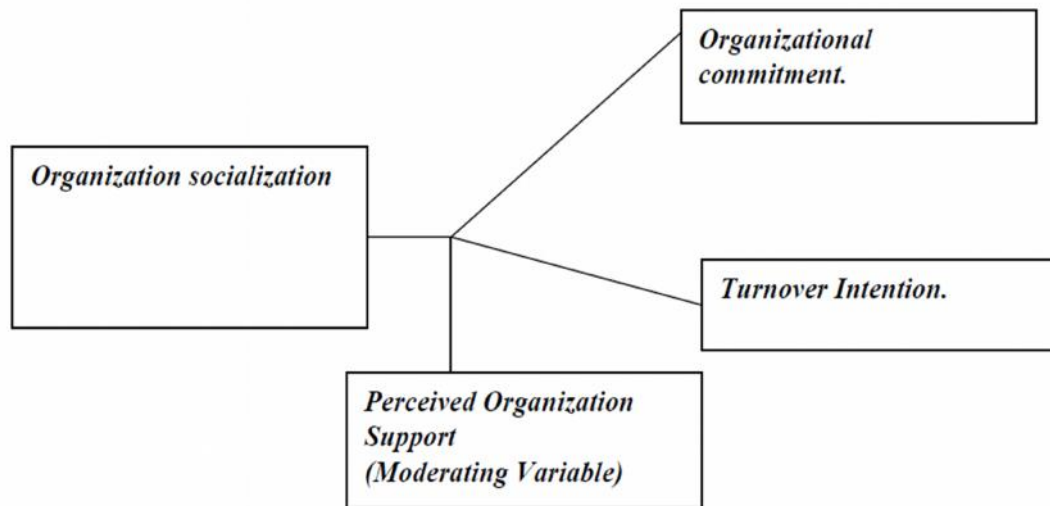 Organizational
commitment.
Organization socialization
Turnover Intention.
Perceived Organization
Support
(Moderating Variable)